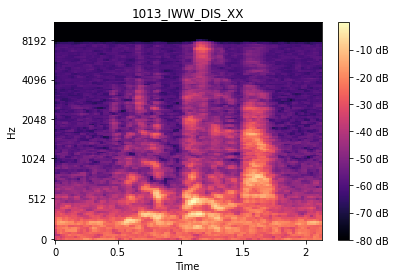 1013_IWW_DIS_XX
Hz
8192
4096
2048
1024
512
0
0
0.5
1
1.5
2
Time
-10 dB
-20 dB
-30 dB
-40 dB
-50 dB
-60 dB
-70 dB
-80 dB